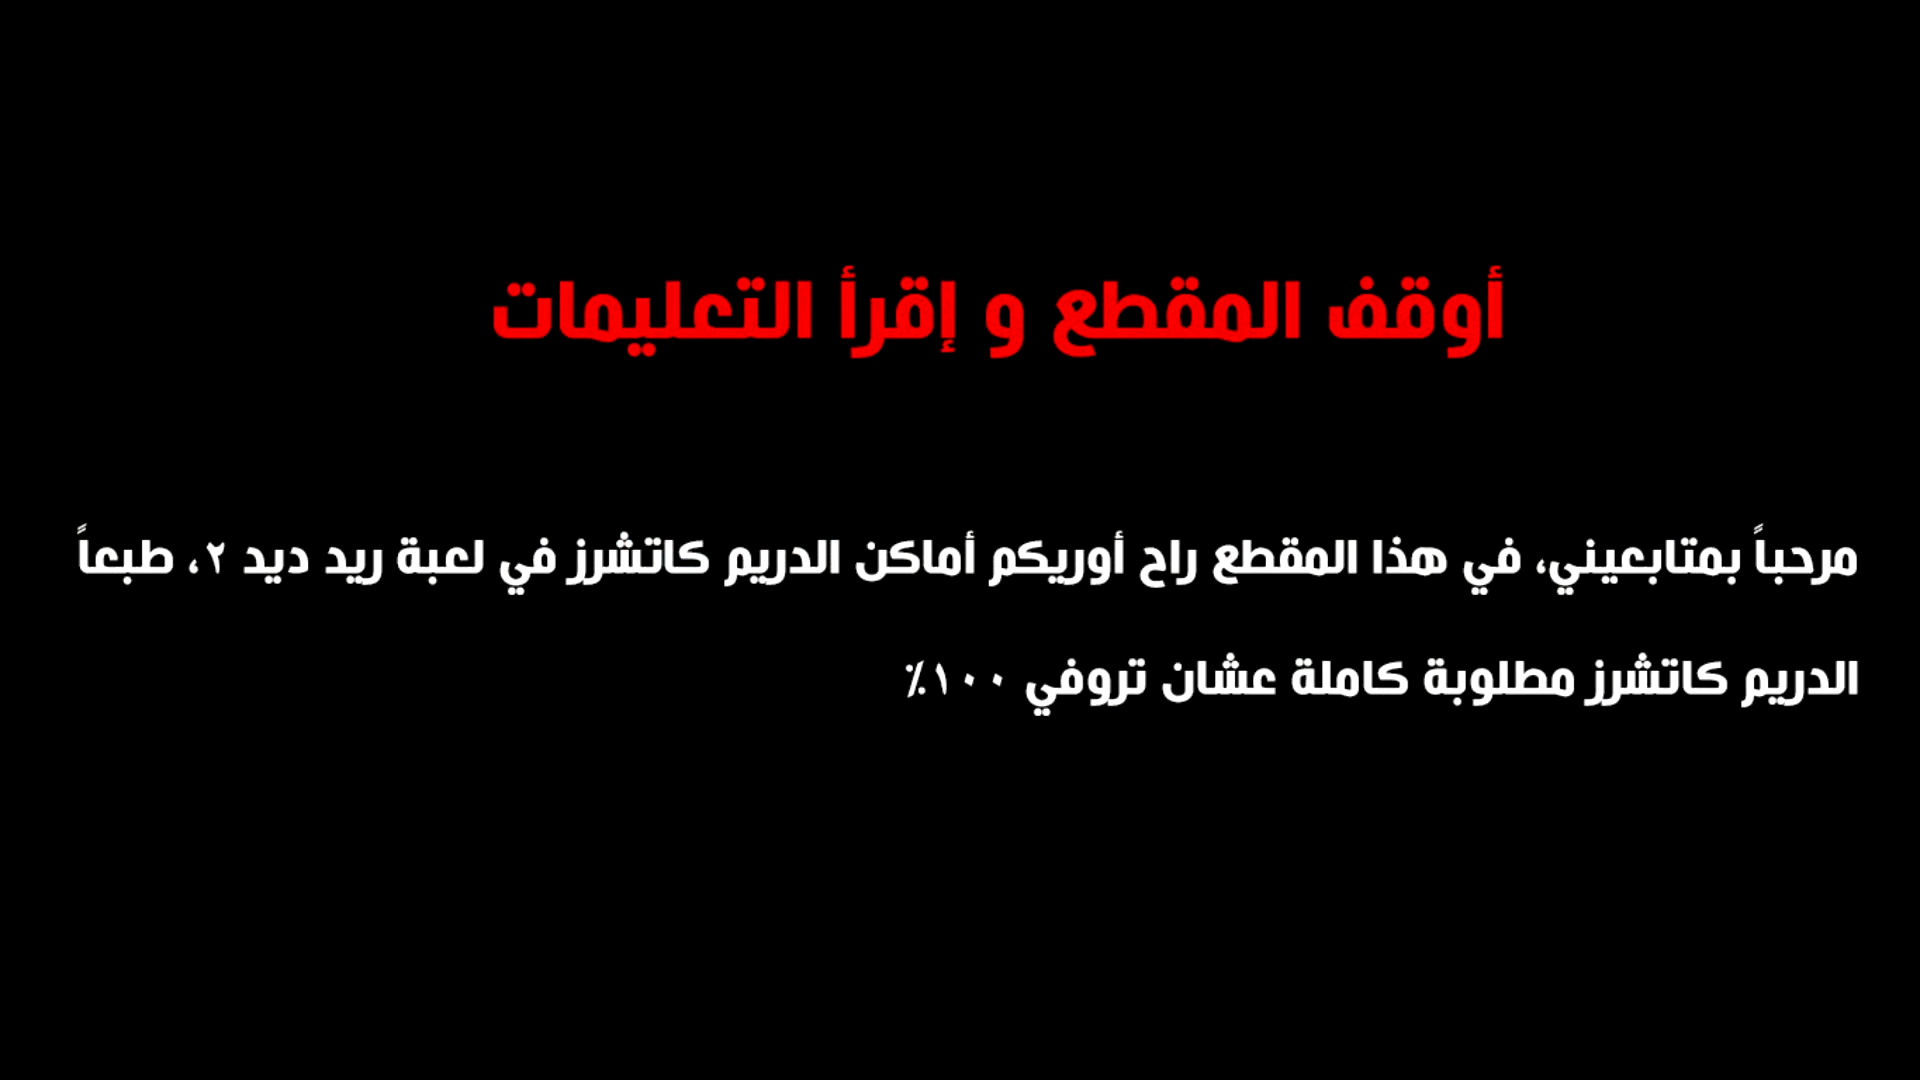 أوقف المقطع و إقرأ التعليمات
مرحباً بمتابعيني، في هذا المقطع راح أوريكم أماكن الدريم كاتشرز في لعبة ريد ديد ٢، طبعاً
الدريم كاتشرز مطلوبة كاملة عشان تروفي ١٠٠٪